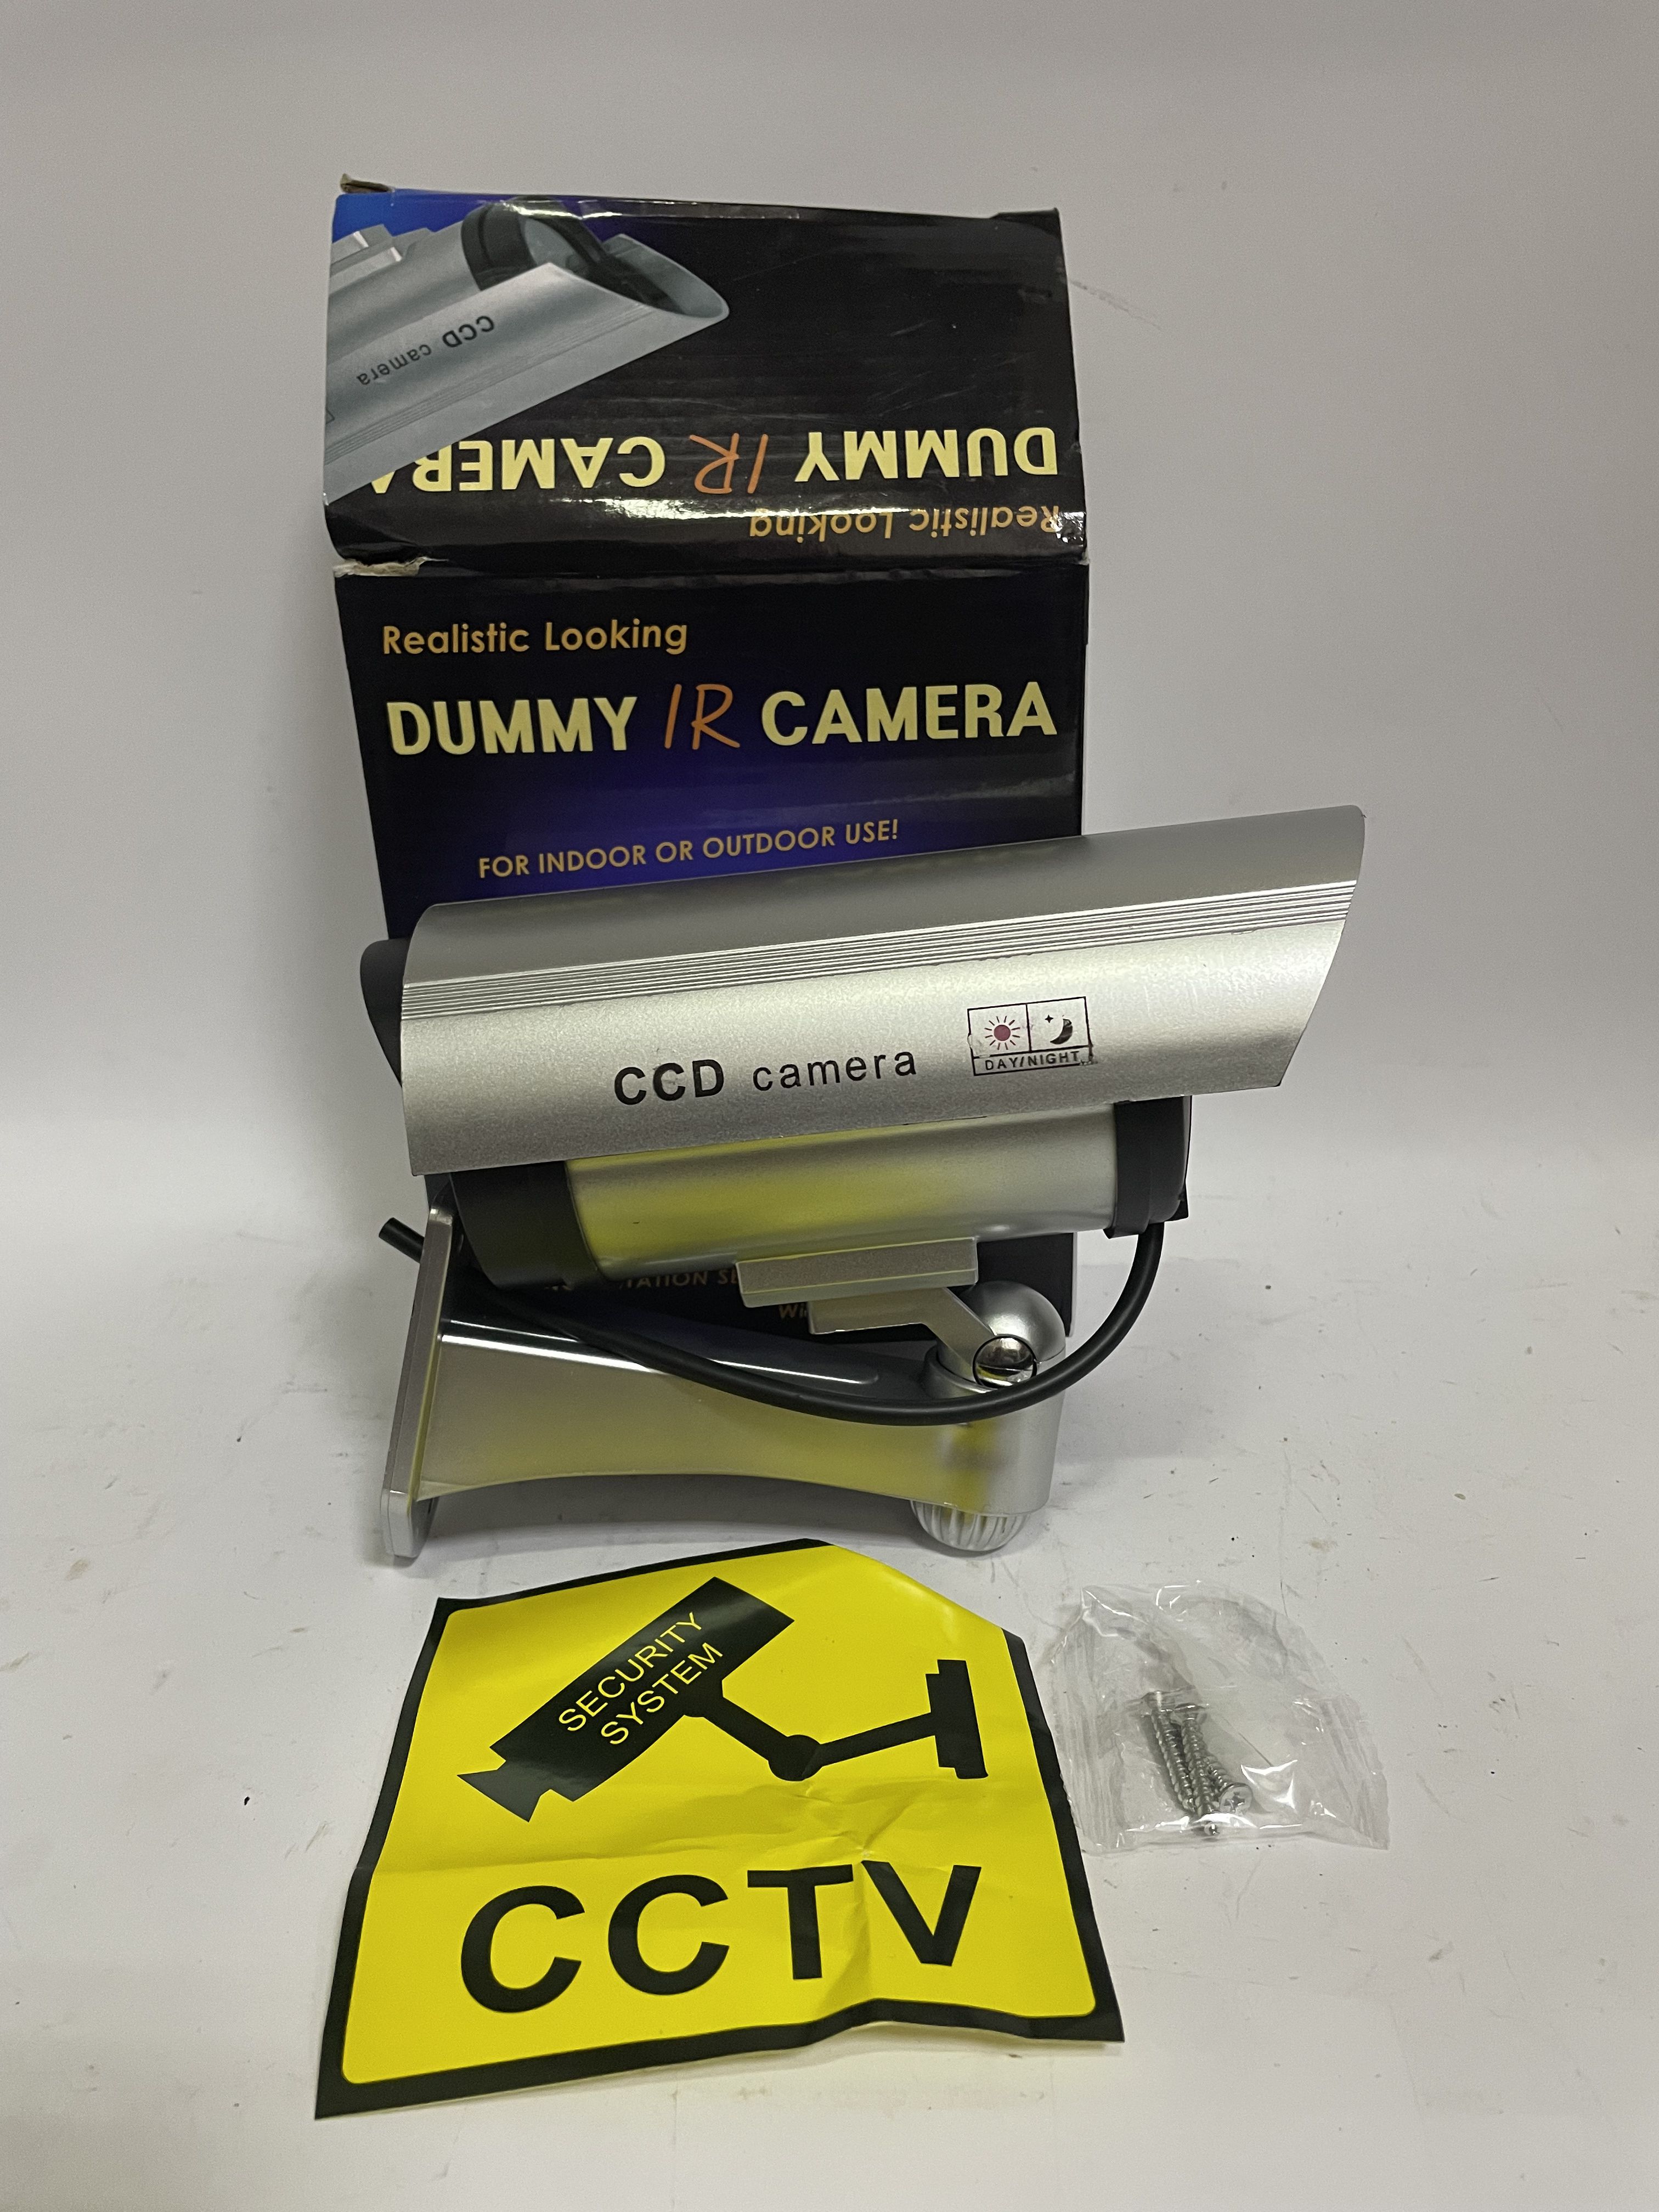 CCD camera
DUMMY IR CAMERA
Realistic Looking
Realistic Looking
DUMMY IR CAMERA
FOR INDOOR OR OUTDOOR USE!
CCD camera
DAY/NIGHT
SECURITY
SYSTEM
CCTV